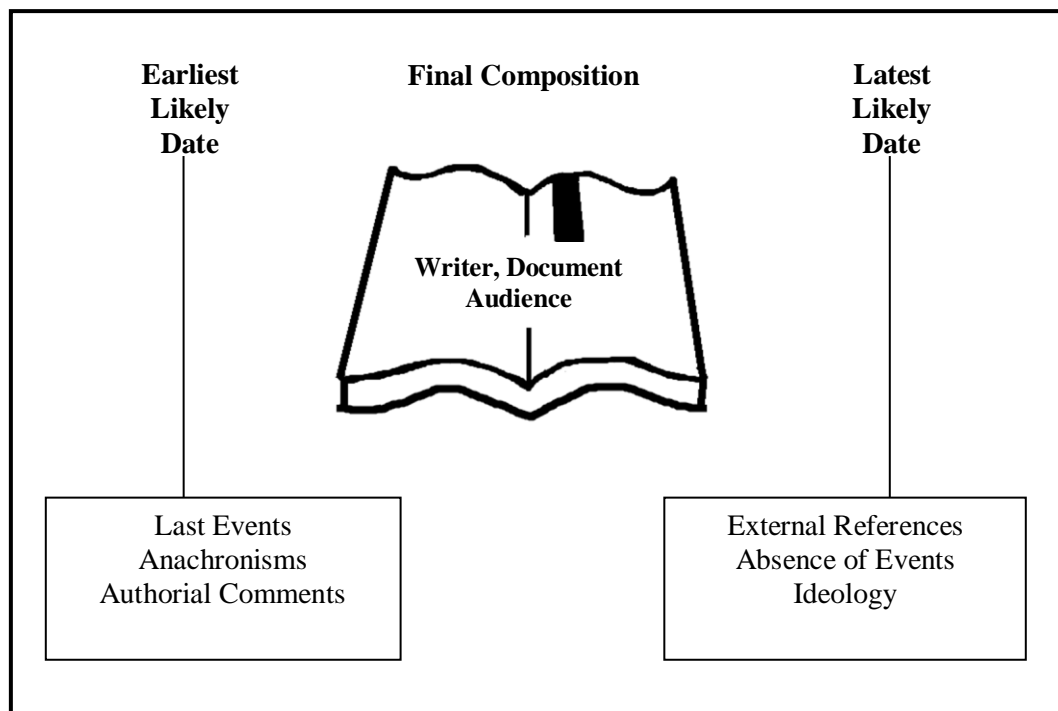 Earliest
Likely
Date
Final Composition
Latest
Likely
Date
Writer, Document
Audience
Last Events
Anachronisms
Authorial Comments
External References
Absence of Events
Ideology